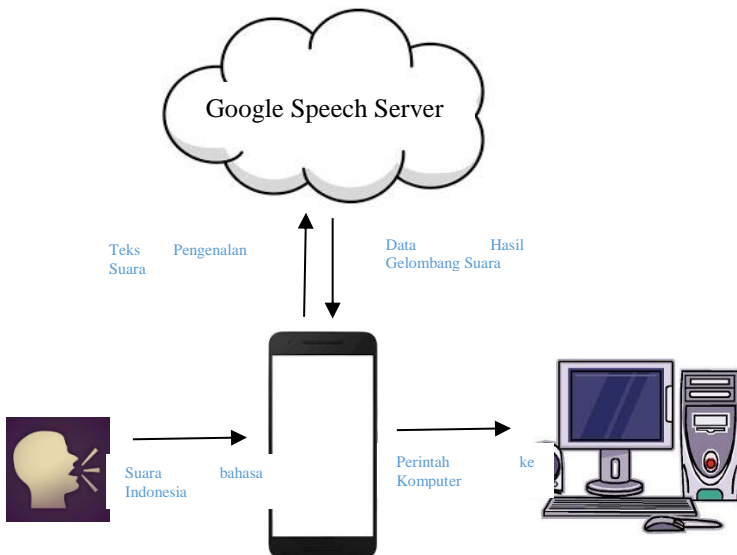 Google Speech Server
Teks Pengenalan
Suara
Data Hasil
Gelombang Suara
Suara bahasa
Indonesia
Perintah ke
Komputer